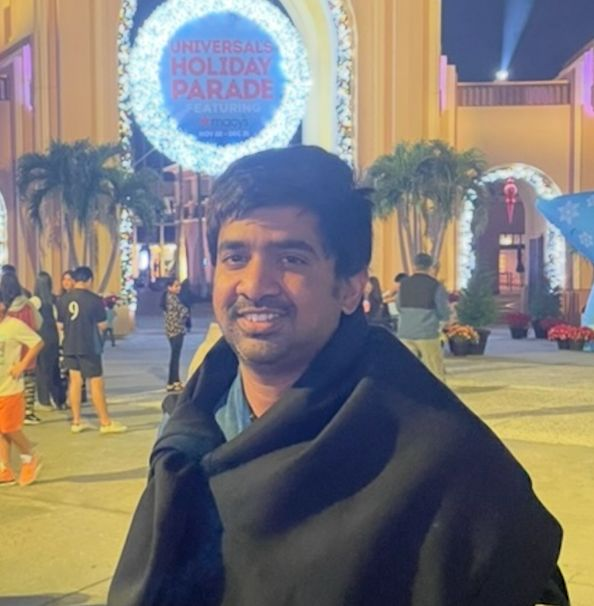 UNIVERSAL'S
HOLIDAY
PARADE
FEATURING
macy's
9